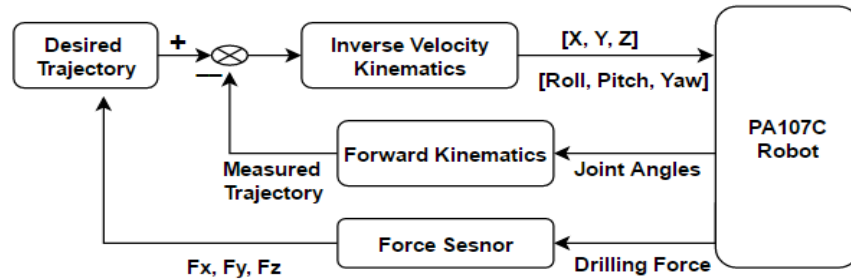 Desired
Trajectory
+
—
Inverse Velocity
Kinematics
[X, Y, Z]
[Roll, Pitch, Yaw]
PA107C
Robot
Measured
Trajectory
Forward Kinematics
Joint Angles
Fx, Fy, Fz
Force Sesnor
Drilling Force